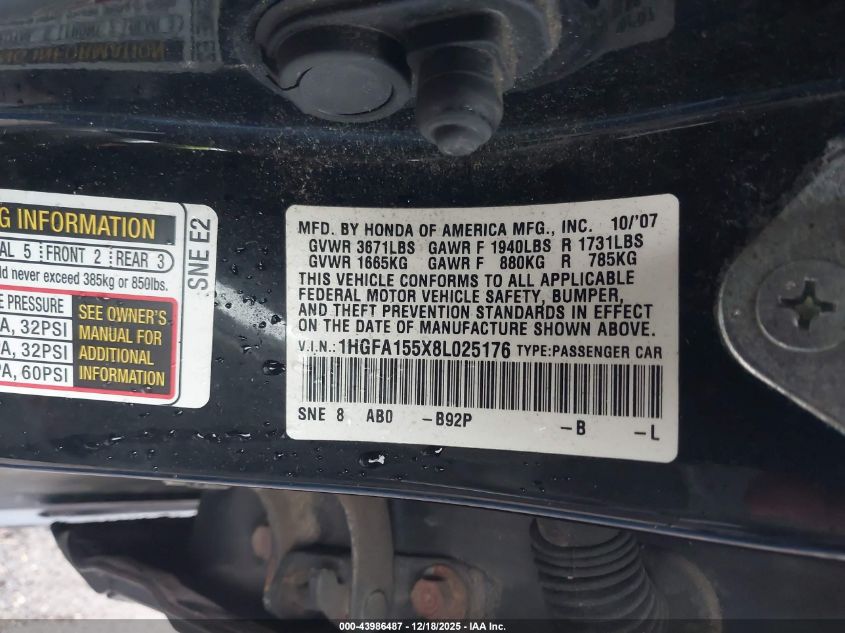 G INFORMATION
AL 5 FRONT 2 REAR 3
ld never exceed 385kg or 850lbs.
E PRESSURE
A, 32PSI
A, 32PSI
A, 60PSI
SEE OWNER'S
MANUAL FOR
ADDITIONAL
INFORMATION
SNE E2
MFD. BY HONDA OF AMERICA MFG., INC. 10/'07
GVWR 3671LBS GAWR F 1940LBS R 1731LBS
GVWR 1665KG GAWR F 880KG R 785KG
THIS VEHICLE CONFORMS TO ALL APPLICABLE
FEDERAL MOTOR VEHICLE SAFETY, BUMPER,
AND THEFT PREVENTION STANDARDS IN EFFECT
ON THE DATE OF MANUFACTURE SHOWN ABOVE.
V.I.N.: 1HGFA155X8L025176 TYPE:PASSENGER CAR
SNE 8 AB0 -B92P -B -L
000-43986487 - 12/18/2025 - IAA Inc.